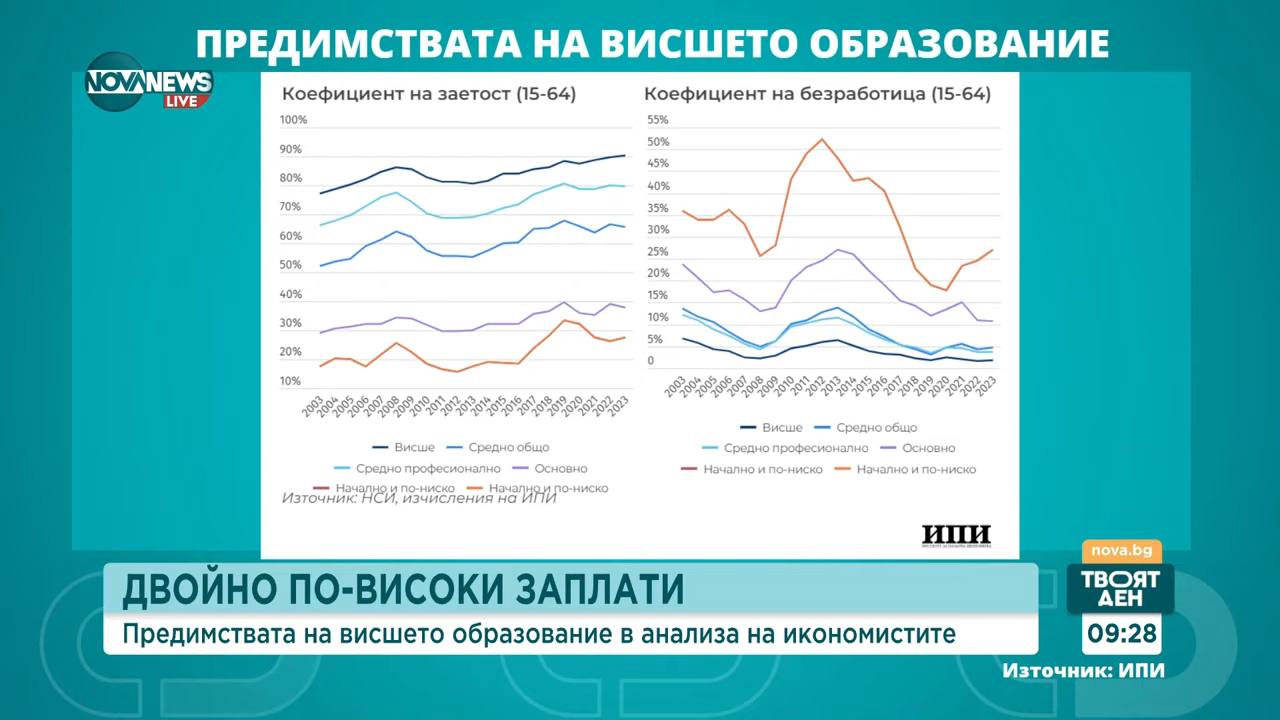 ПРЕДИМСТВАТА НА ВИСШЕТО ОБРАЗОВАНИЕ
NOVANEWS
LIVE
Коефициент на заетост (15-64)
100%
90%
80%
70%
60%
50%
40%
30%
20%
10%
2003 2004 2005 2006 2007 2008 2009 2010 2011 2012 2013 2014 2015 2016 2017 2018 2019 2020 2021 2022 2023
Висше Средно общо
Средно професионално Основно
Начално и по-ниско Начално и по-ниско
Източник: НСИ, изчисления на ИПИ
Коефициент на безработица (15-64)
55%
50%
45%
40%
35%
30%
25%
20%
15%
10%
5%
0
2003 2004 2005 2006 2007 2008 2009 2010 2011 2012 2013 2014 2015 2016 2017 2018 2019 2020 2021 2022 2023
Висше Средно общо
Средно професионално Основно
Начално и по-ниско Начално и по-ниско
ИПИ
ДВОЙНО ПО-ВИСОКИ ЗАПЛАТИ
Предимствата на висшето образование в анализа на икономистите
nova.bg
ТВОЯТ
ДЕН
09:28
Източник: ИПИ